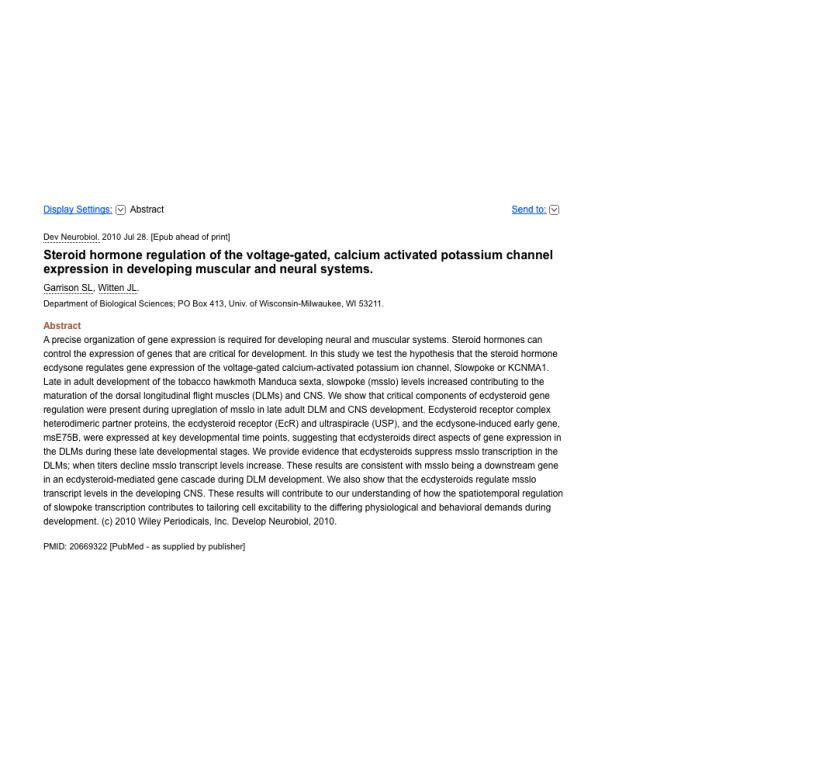 Display Settings: Abstract
Send to:
Dev Neurobiol. 2010 Jul 28. [Epub ahead of print]
Steroid hormone regulation of the voltage-gated, calcium activated potassium channel
expression in developing muscular and neural systems.
Garrison SL, Witten JL.
Department of Biological Sciences; PO Box 413, Univ. of Wisconsin-Milwaukee, WI 53211.
Abstract
A precise organization of gene expression is required for developing neural and muscular systems. Steroid hormones can
control the expression of genes that are critical for development. In this study we test the hypothesis that the steroid hormone
ecdysone regulates gene expression of the voltage-gated calcium-activated potassium ion channel, Slowpoke or KCNMA1.
Late in adult development of the tobacco hawkmoth Manduca sexta, slowpoke (msslo) levels increased contributing to the
maturation of the dorsal longitudinal flight muscles (DLMs) and CNS. We show that critical components of ecdysteroid gene
regulation were present during upreglation of msslo in late adult DLM and CNS development. Ecdysteroid receptor complex
heterodimeric partner proteins, the ecdysteroid receptor (EcR) and ultraspiracle (USP), and the ecdysone-induced early gene,
msE75B, were expressed at key developmental time points, suggesting that ecdysteroids direct aspects of gene expression in
the DLMs during these late developmental stages. We provide evidence that ecdysteroids suppress msslo transcription in the
DLMs; when titers decline msslo transcript levels increase. These results are consistent with msslo being a downstream gene
in an ecdysteroid-mediated gene cascade during DLM development. We also show that the ecdysteroids regulate msslo
transcript levels in the developing CNS. These results will contribute to our understanding of how the spatiotemporal regulation
of slowpoke transcription contributes to tailoring cell excitability to the differing physiological and behavioral demands during
development. (c) 2010 Wiley Periodicals, Inc. Develop Neurobiol, 2010.
PMID: 20669322 [PubMed - as supplied by publisher]